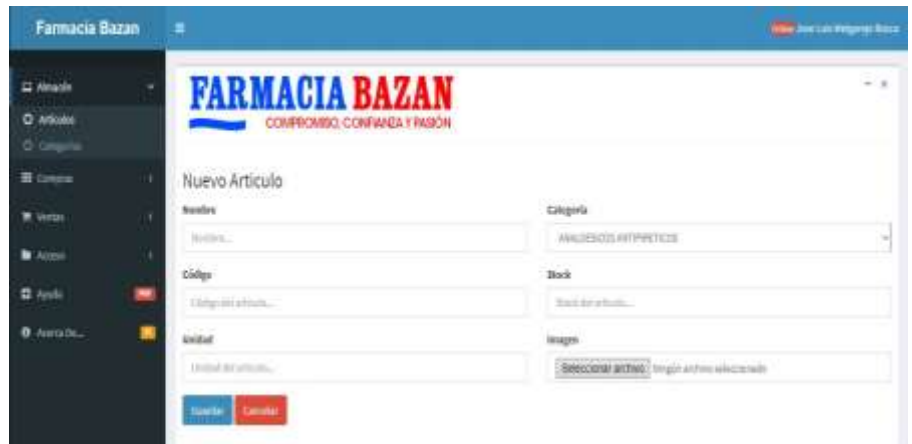 Farmacia Bazan
Almacén
Artículos
Categorías
Compras
Ventas
Acceso
Ayuda
PDF
Acerca De...
FARMACIA BAZAN
COMPROMISO, CONFIANZA Y PASIÓN
Nuevo Articulo
Nombre
Nombre...
Categoría
ANALGESICOS ANTIPIRETICOS
Código
Código del artículo...
Stock
Stock del artículo...
Unidad
Unidad del artículo...
Imagen
Seleccionar archivo Ningún archivo seleccionado
Guardar
Cancelar